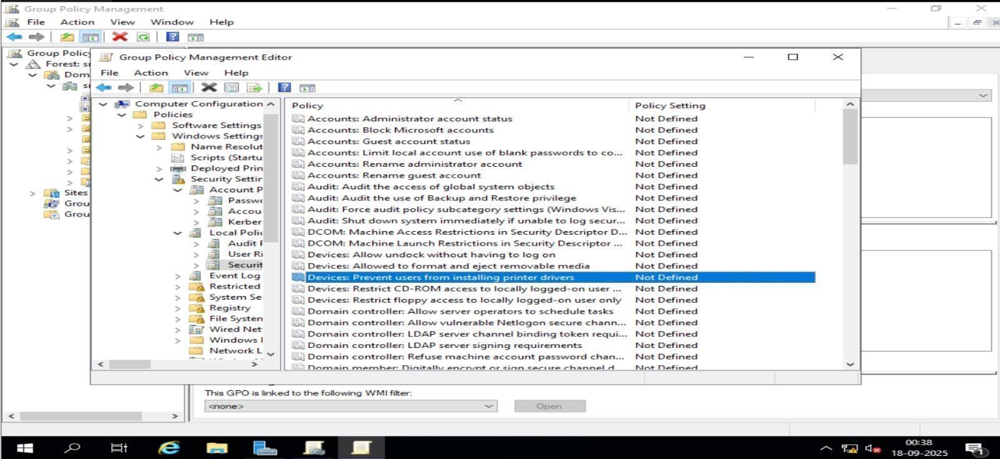 Group Policy Management
File Action View Window Help
Group Policy
Forest: sr
Dom
Sites
Grou
Grou
Group Policy Management Editor
File Action View Help
Computer Configuration
Policies
Software Settings
Windows Settings
Name Resolut
Scripts (Startu
Deployed Prin
Security Settin
Account P
Passwo
Accou
Kerber
Local Polic
Audit P
User Ri
Securit
Event Log
Restricted
System Se
Registry
File System
Wired Net
Windows
Network L
Policy Policy Setting
Accounts: Administrator account status Not Defined
Accounts: Block Microsoft accounts Not Defined
Accounts: Guest account status Not Defined
Accounts: Limit local account use of blank passwords to co... Not Defined
Accounts: Rename administrator account Not Defined
Accounts: Rename guest account Not Defined
Audit: Audit the access of global system objects Not Defined
Audit: Audit the use of Backup and Restore privilege Not Defined
Audit: Force audit policy subcategory settings (Windows Vis... Not Defined
Audit: Shut down system immediately if unable to log secur... Not Defined
DCOM: Machine Access Restrictions in Security Descriptor D... Not Defined
DCOM: Machine Launch Restrictions in Security Descriptor ... Not Defined
Devices: Allow undock without having to log on Not Defined
Devices: Allowed to format and eject removable media Not Defined
Devices: Prevent users from installing printer drivers Not Defined
Devices: Restrict CD-ROM access to locally logged-on user ... Not Defined
Devices: Restrict floppy access to locally logged-on user only Not Defined
Domain controller: Allow server operators to schedule tasks Not Defined
Domain controller: Allow vulnerable Netlogon secure chann... Not Defined
Domain controller: LDAP server channel binding token requi... Not Defined
Domain controller: LDAP server signing requirements Not Defined
Domain controller: Refuse machine account password chan... Not Defined
Domain member: Digitally encrypt or sign secure channel d Not Defined
This GPO is linked to the following WMI filter:
<none> Open
00:38
18-09-2025
1